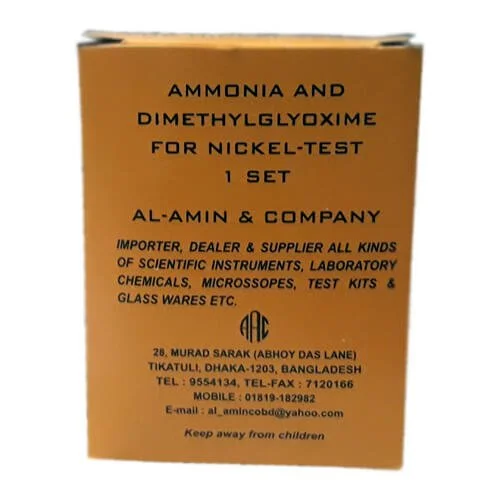 AMMONIA AND
DIMETHYLGLYOXIME
FOR NICKEL-TEST
1 SET
AL-AMIN & COMPANY
IMPORTER, DEALER & SUPPLIER ALL KINDS
OF SCIENTIFIC INSTRUMENTS, LABORATORY
CHEMICALS, MICROSSOPES, TEST KITS &
GLASS WARES ETC.
AAC
28, MURAD SARAK (ABHOY DAS LANE)
TIKATULI, DHAKA-1203, BANGLADESH
TEL : 9554134, TEL-FAX : 7120166
MOBILE : 01819-182982
E-mail : al_amincobd@yahoo.com
Keep away from children